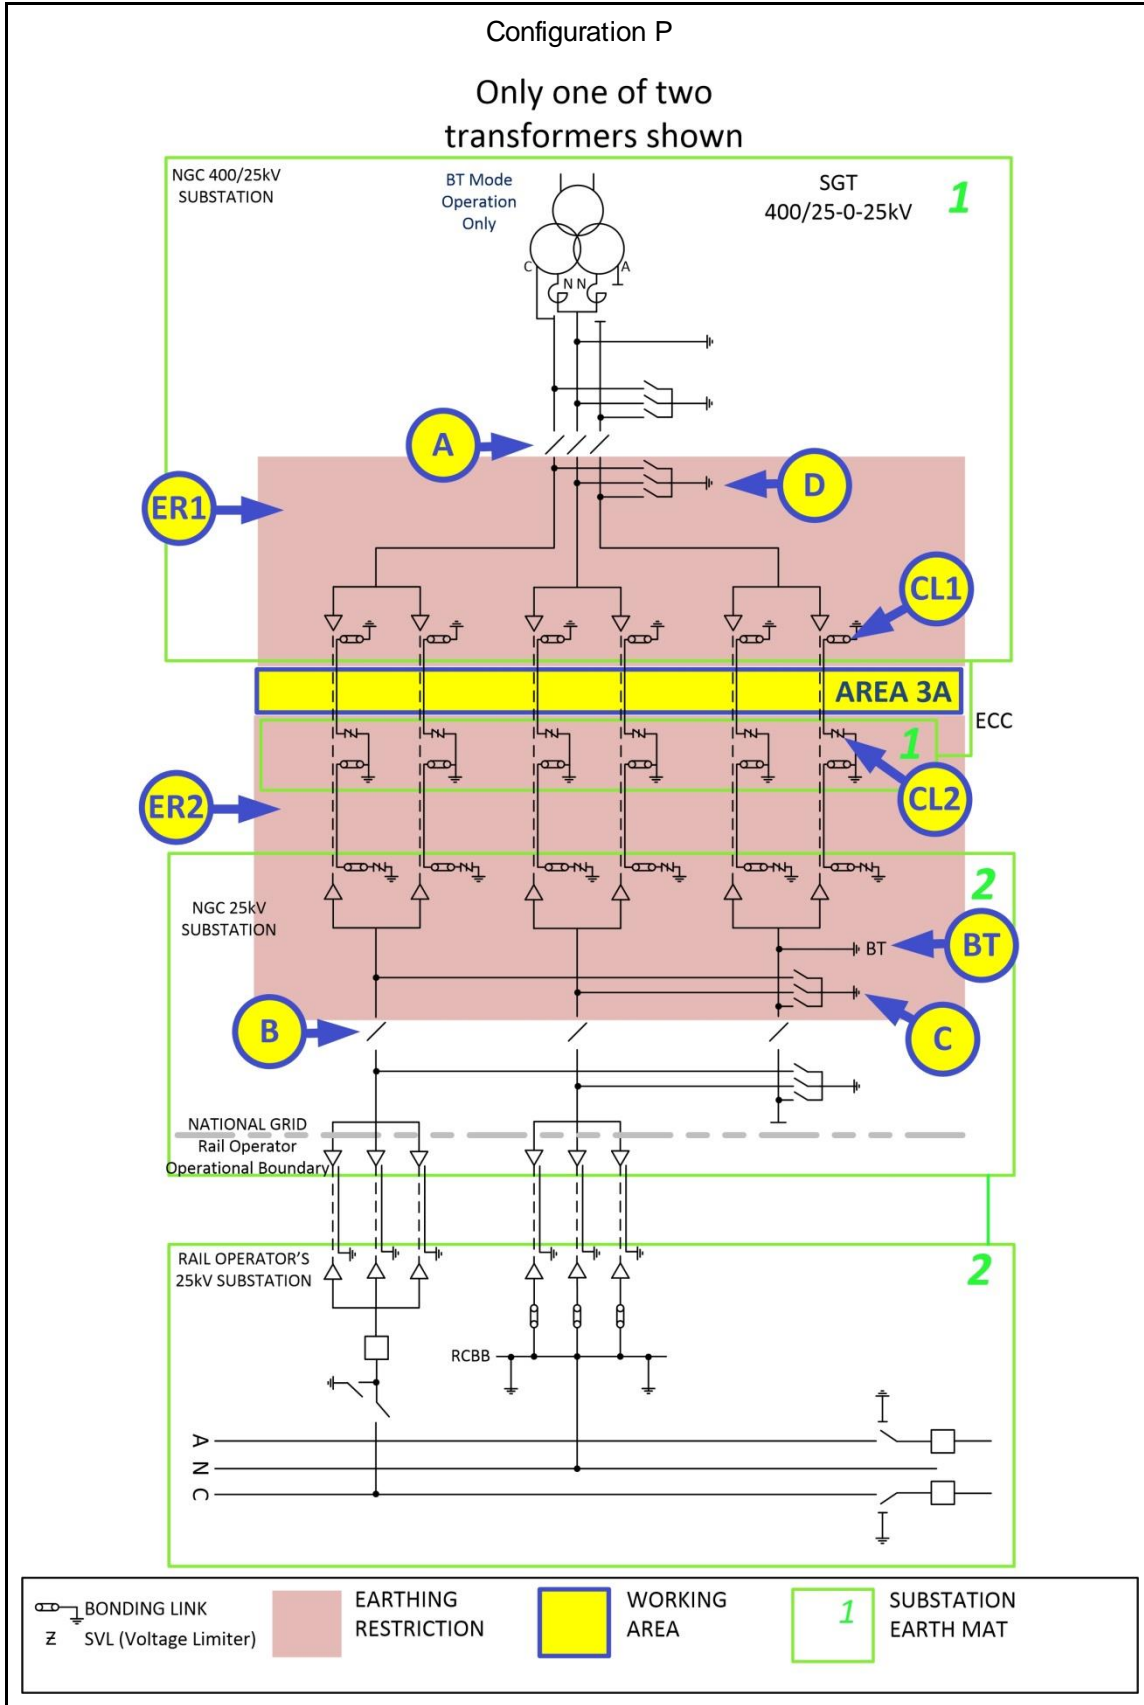 Configuration P
Only one of two
transformers shown
NGC 400/25kV
SUBSTATION
BT Mode
Operation
Only
SGT
400/25-0-25kV
1
C
N N
A
A
D
ER1
CL1
AREA 3A
ECC
1
CL2
ER2
2
NGC 25kV
SUBSTATION
BT
BT
B
C
NATIONAL GRID
Rail Operator
Operational Boundary
RAIL OPERATOR'S
25kV SUBSTATION
2
RCBB
A
N
C
BONDING LINK
SVL (Voltage Limiter)
EARTHING
RESTRICTION
WORKING
AREA
1
SUBSTATION
EARTH MAT